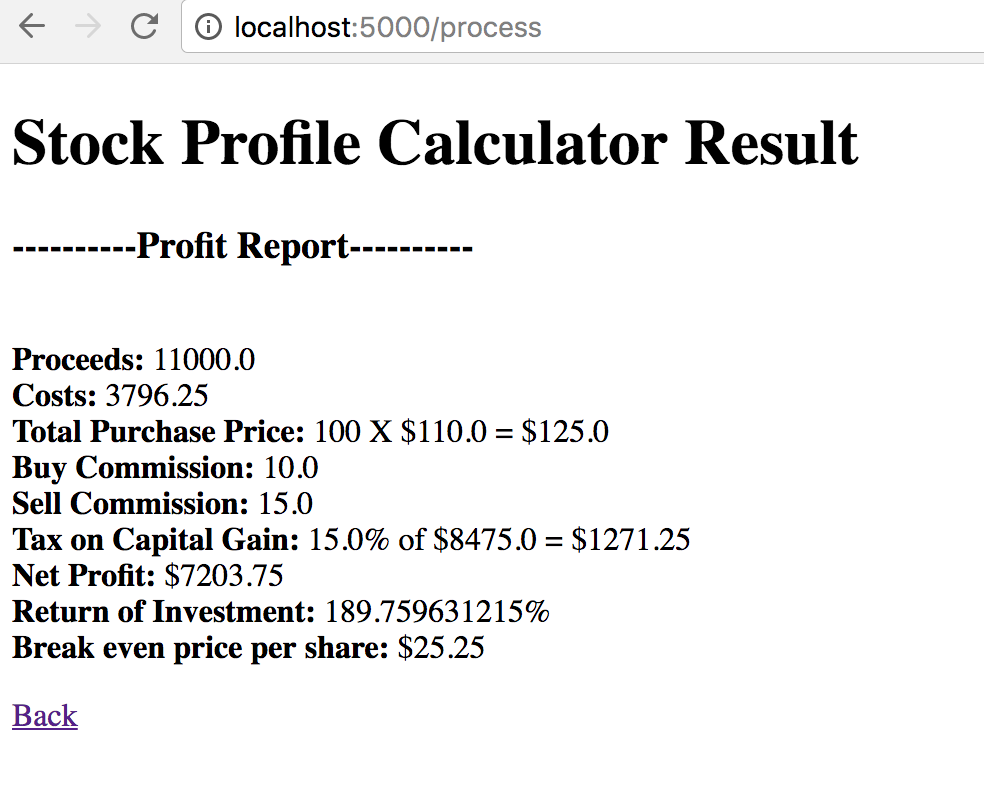 localhost:5000/process
Stock Profile Calculator Result
----------Profit Report----------
Proceeds: 11000.0
Costs: 3796.25
Total Purchase Price: 100 X $110.0 = $125.0
Buy Commission: 10.0
Sell Commission: 15.0
Tax on Capital Gain: 15.0% of $8475.0 = $1271.25
Net Profit: $7203.75
Return of Investment: 189.759631215%
Break even price per share: $25.25
Back